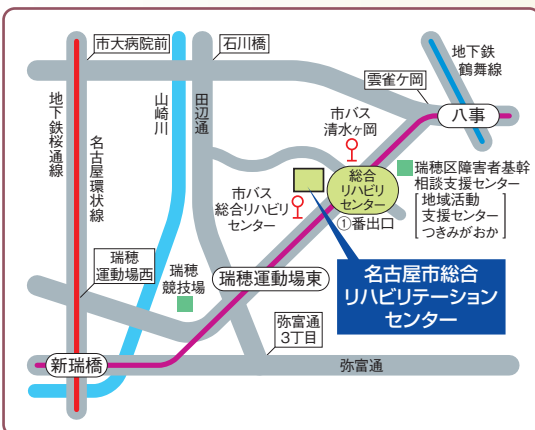 市大病院前
石川橋
地下鉄
鶴舞線
雲雀ケ岡
八事
地下鉄桜通線
名古屋環状線
山崎川
田辺通
市バス
清水ヶ岡
総合
リハビリ
センター
瑞穂区障害者基幹
相談支援センター
地域活動
支援センター
つきみがおか
市バス
総合リハビリ
センター
①番出口
瑞穂
運動場西
瑞穂
競技場
瑞穂運動場東
名古屋市総合
リハビリテーション
センター
弥富通
3丁目
新瑞橋
弥富通